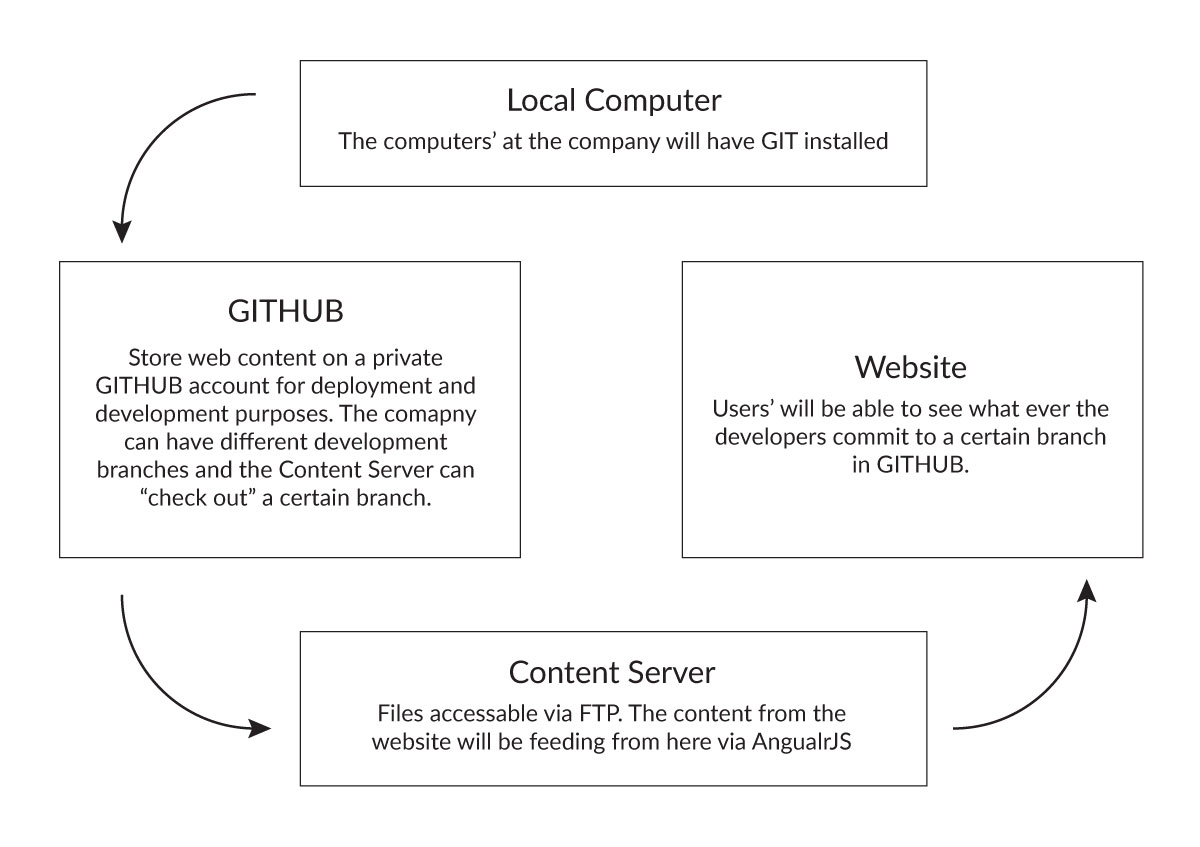 Local Computer
The computers’ at the company will have GIT installed
GITHUB
Store web content on a private
GITHUB account for deployment and
development purposes. The comapny
can have different development
branches and the Content Server can
“check out” a certain branch.
Website
Users’ will be able to see what ever the
developers commit to a certain branch
in GITHUB.
Content Server
Files accessable via FTP. The content from the
website will be feeding from here via AngualrJS